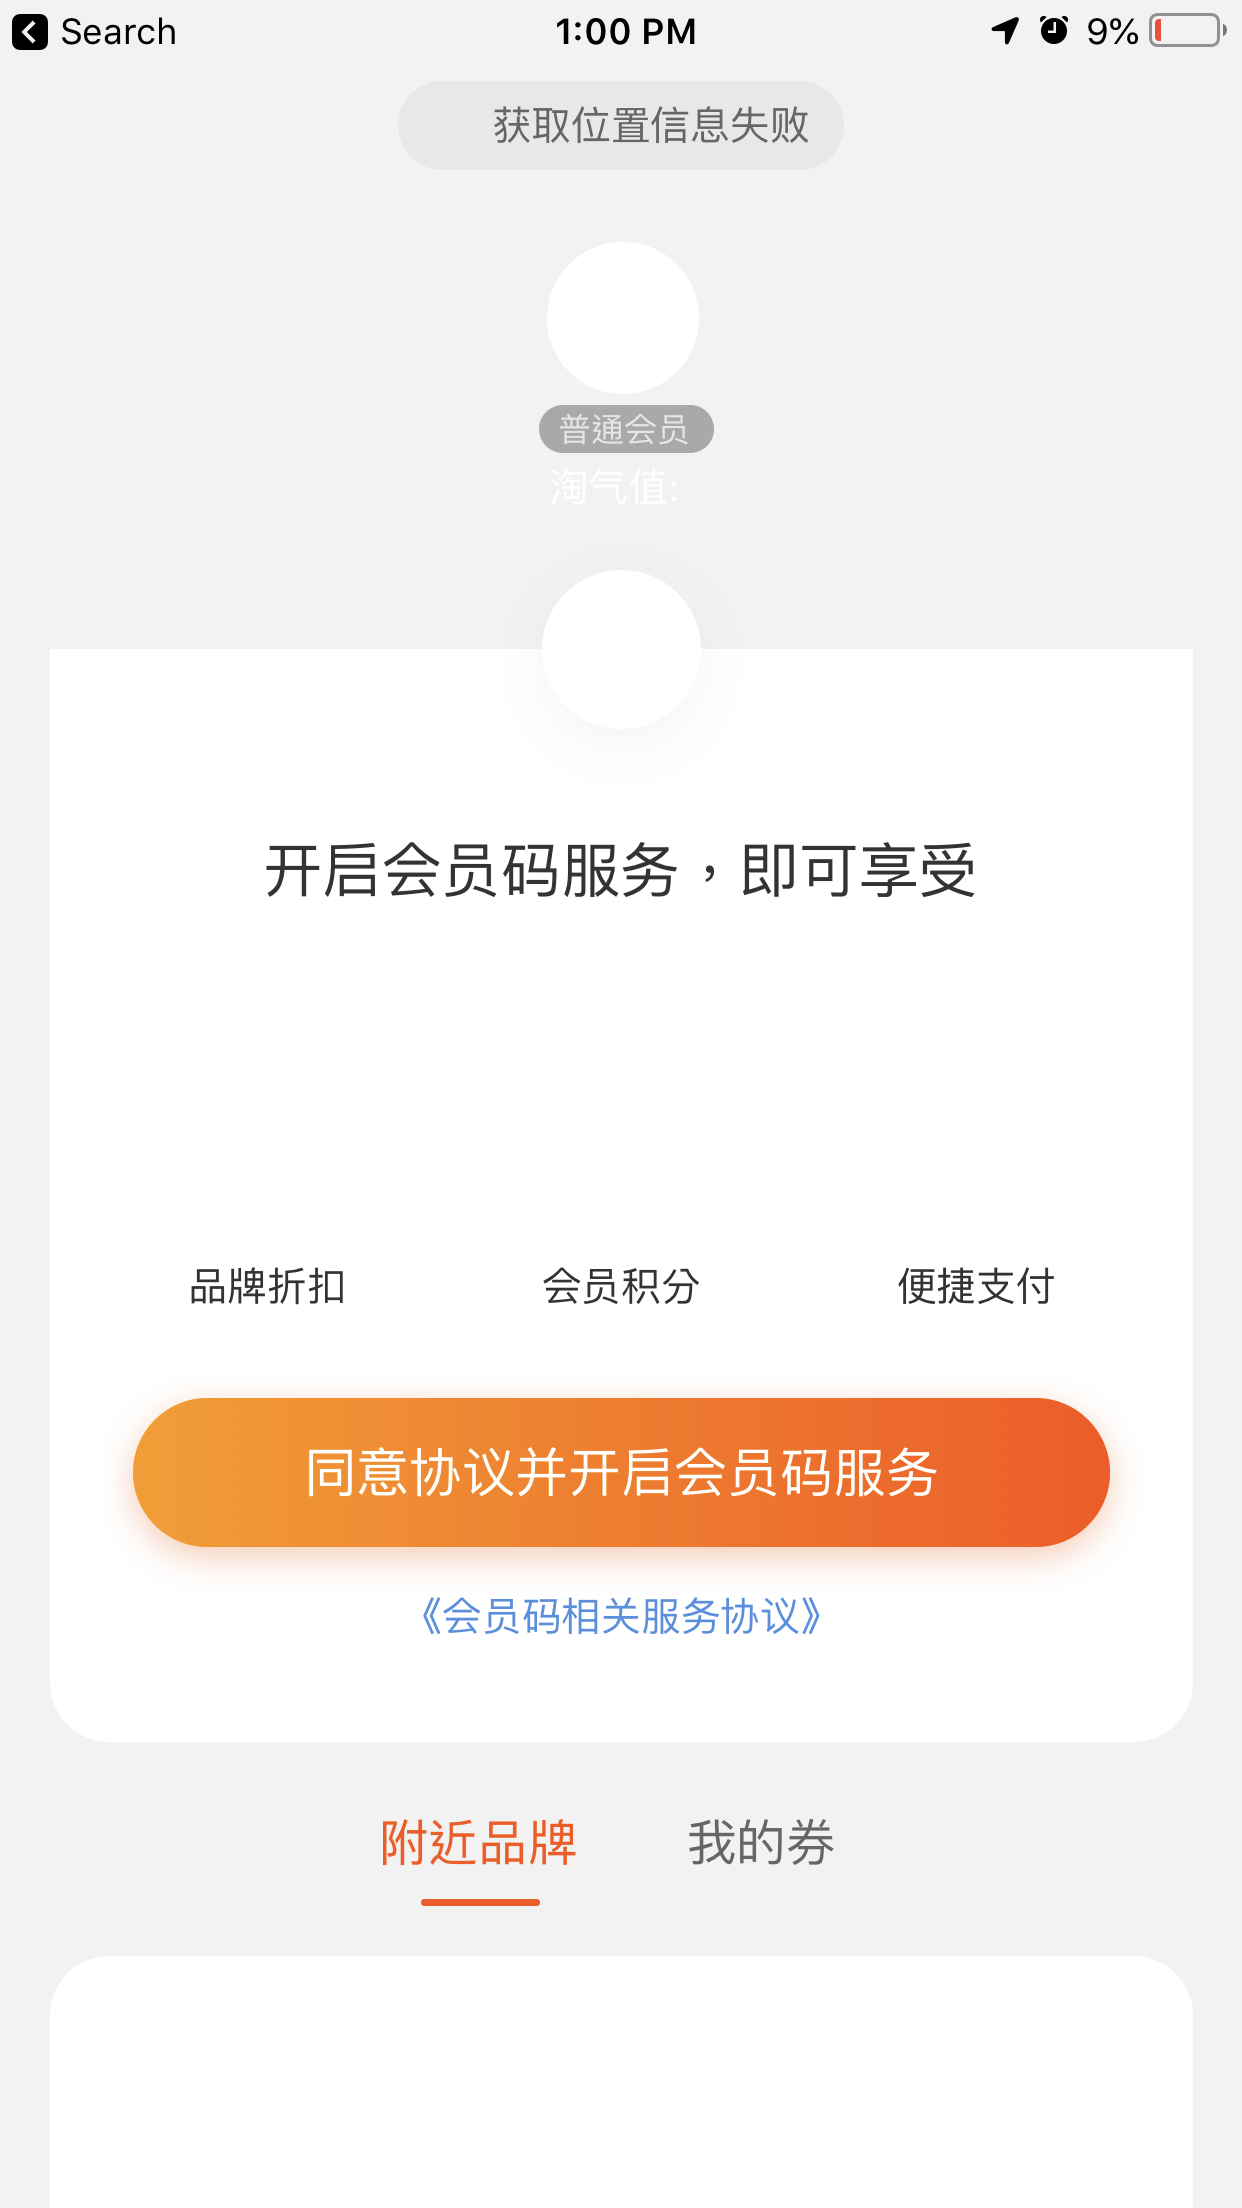 Search
1:00 PM
9%
获取位置信息失败
普通会员
淘气值:
开启会员码服务，即可享受
品牌折扣
会员积分
便捷支付
同意协议并开启会员码服务
《会员码相关服务协议》
附近品牌
我的券